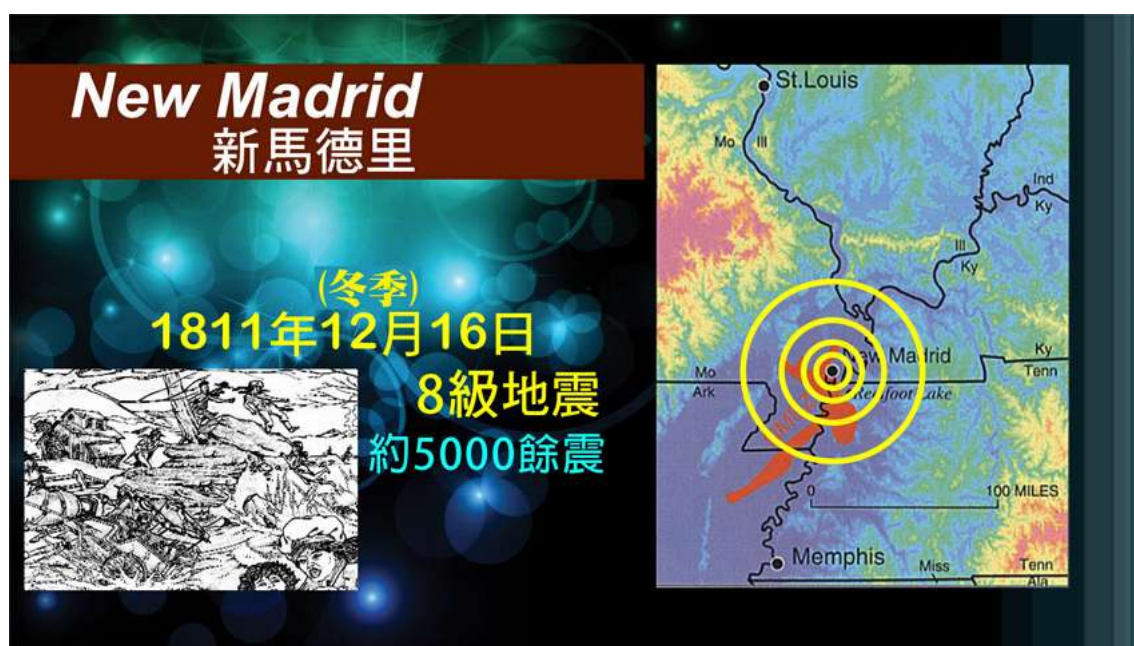 New Madrid
新馬德里
(冬季)
1811年12月16日
8級地震
約5000餘震
St.Louis
Mo
Ill
Ind
Ky
Ill
Ky
New Madrid
Ky
Tenn
Mo
Ark
Reelfoot Lake
0
100 MILES
Memphis
Miss
Tenn
Ala